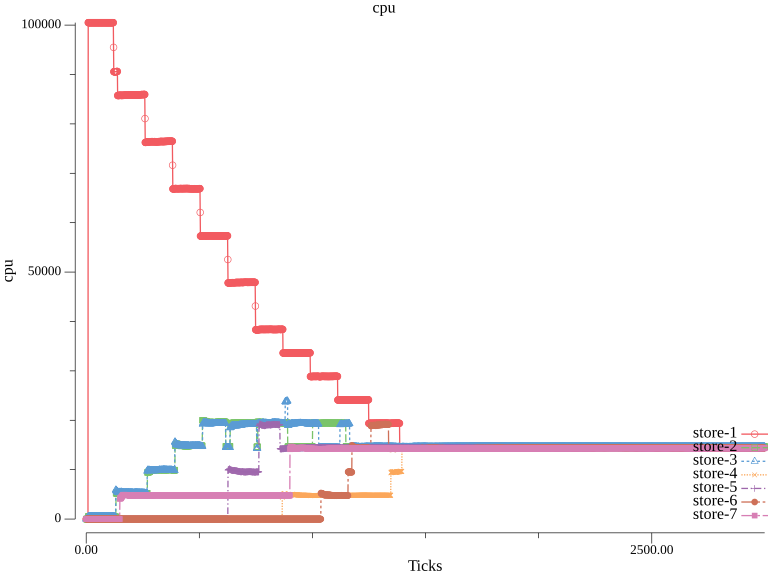 cpu
100000
50000
0
cpu
0.00
2500.00
Ticks
store-1
store-2
store-3
store-4
store-5
store-6
store-7